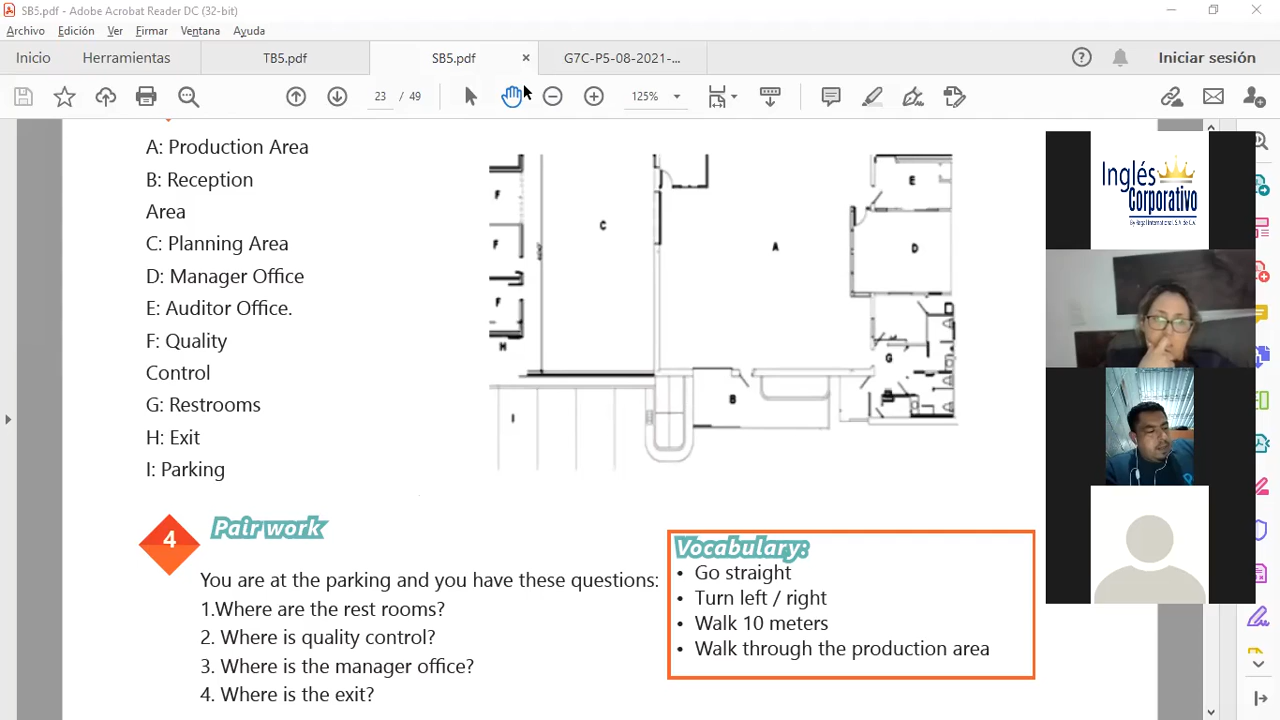 SB5.pdf - Adobe Acrobat Reader DC (32-bit)
Archivo Edición Ver Firmar Ventana Ayuda
Inicio Herramientas TB5.pdf SB5.pdf × G7C-P5-08-2021-... Iniciar sesión
23 / 49 125%
A: Production Area
B: Reception
Area
C: Planning Area
D: Manager Office
E: Auditor Office.
F: Quality
Control
G: Restrooms
H: Exit
I: Parking
F
F
F
H
C
I
A
B
E
D
G
Inglés
Corporativo
4 Pair work
You are at the parking and you have these questions:
1.Where are the rest rooms?
2. Where is quality control?
3. Where is the manager office?
4. Where is the exit?
Vocabulary:
• Go straight
• Turn left / right
• Walk 10 meters
• Walk through the production area